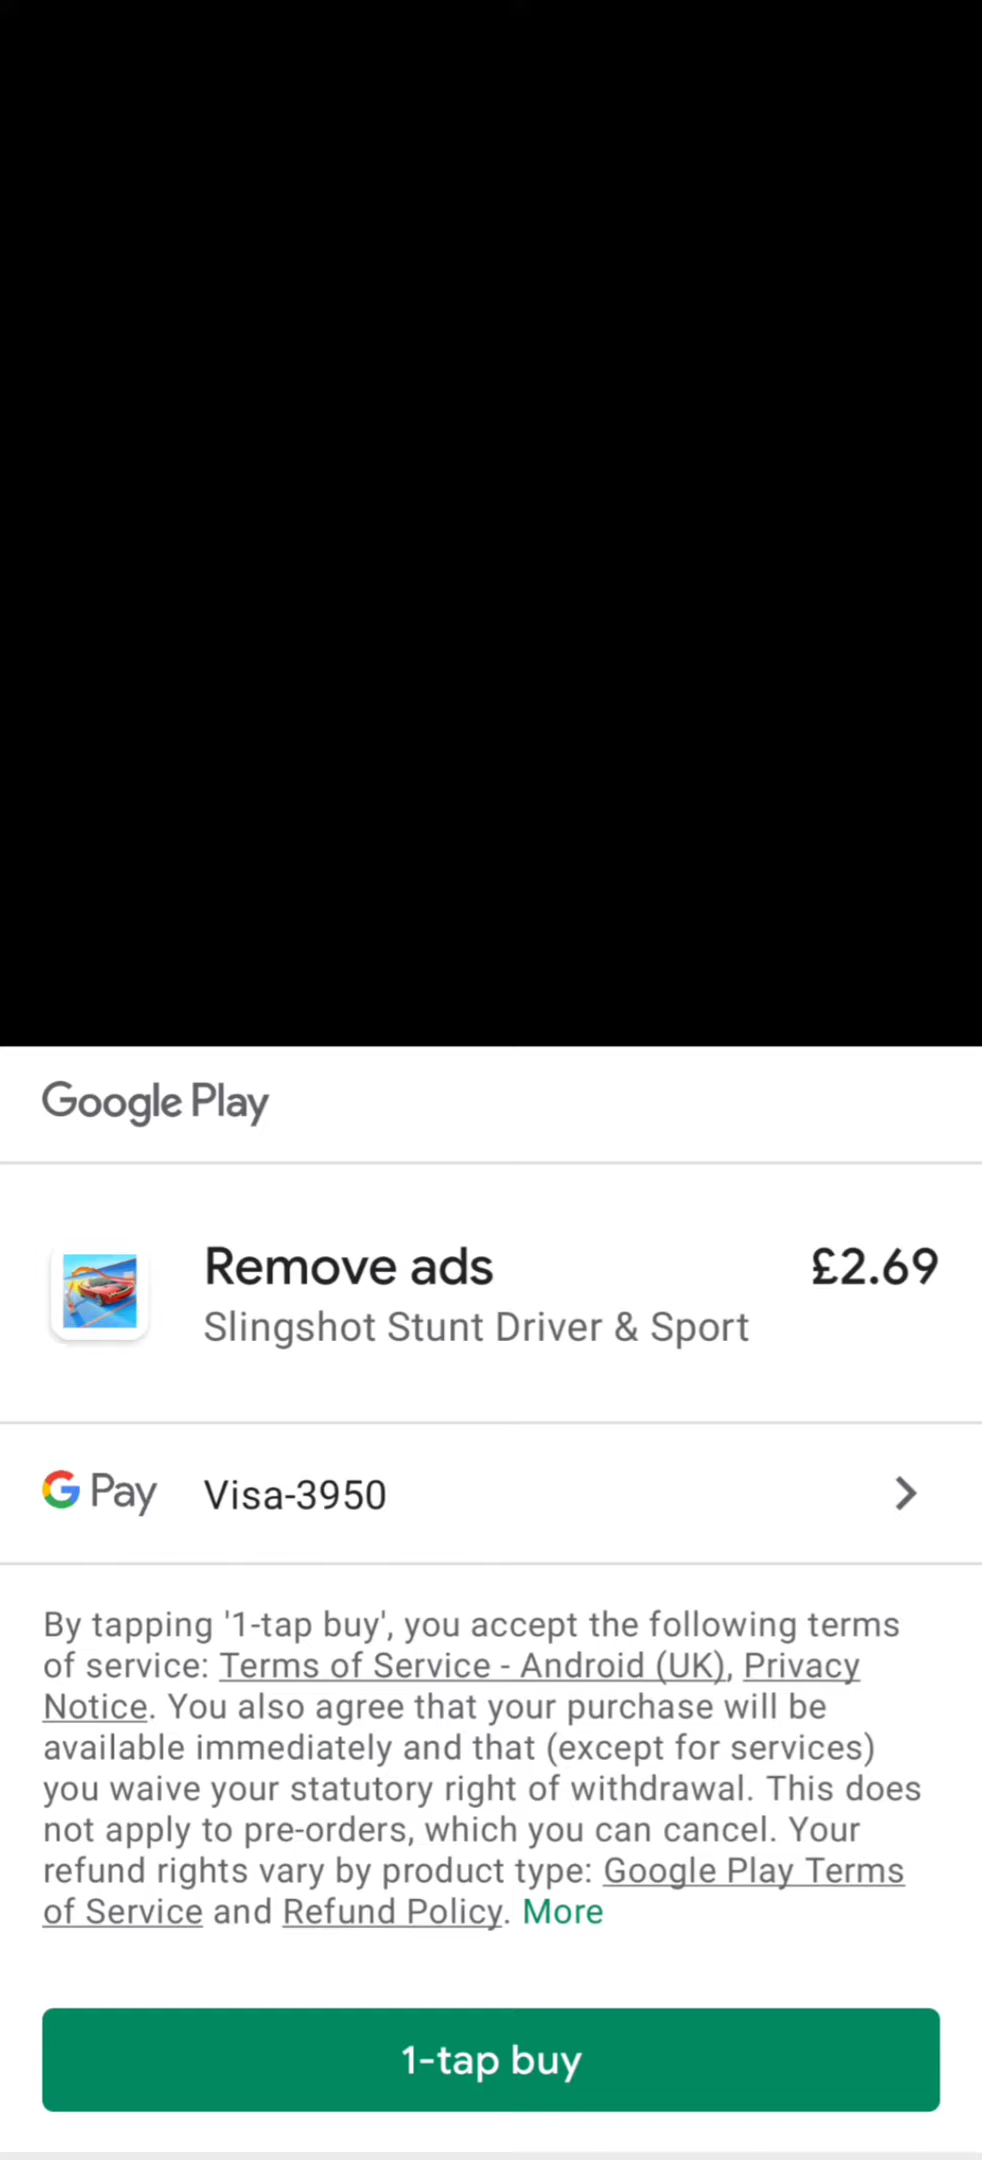 Google Play
Remove ads £2.69
Slingshot Stunt Driver & Sport
G Pay Visa-3950
By tapping '1-tap buy', you accept the following terms
of service: Terms of Service - Android (UK), Privacy
Notice. You also agree that your purchase will be
available immediately and that (except for services)
you waive your statutory right of withdrawal. This does
not apply to pre-orders, which you can cancel. Your
refund rights vary by product type: Google Play Terms
of Service and Refund Policy. More
1-tap buy